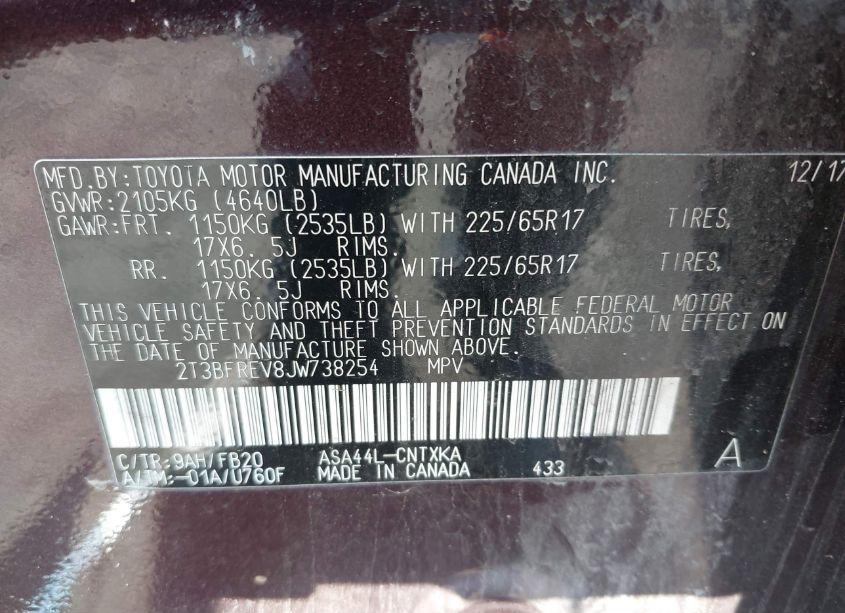 MFD.BY:TOYOTA MOTOR MANUFACTURING CANADA INC. 12/17
GVWR:2105KG (4640LB)
GAWR:FRT. 1150KG (2535LB) WITH 225/65R17 TIRES,
17X6.5J RIMS.
RR. 1150KG (2535LB) WITH 225/65R17 TIRES,
17X6.5J RIMS.
THIS VEHICLE CONFORMS TO ALL APPLICABLE FEDERAL MOTOR
VEHICLE SAFETY AND THEFT PREVENTION STANDARDS IN EFFECT ON
THE DATE OF MANUFACTURE SHOWN ABOVE.
2T3BFREV8JW738254 MPV
C/TR:9AH/FB20 ASA44L-CNTXKA
A/TM:-01A/U760F MADE IN CANADA 433 A